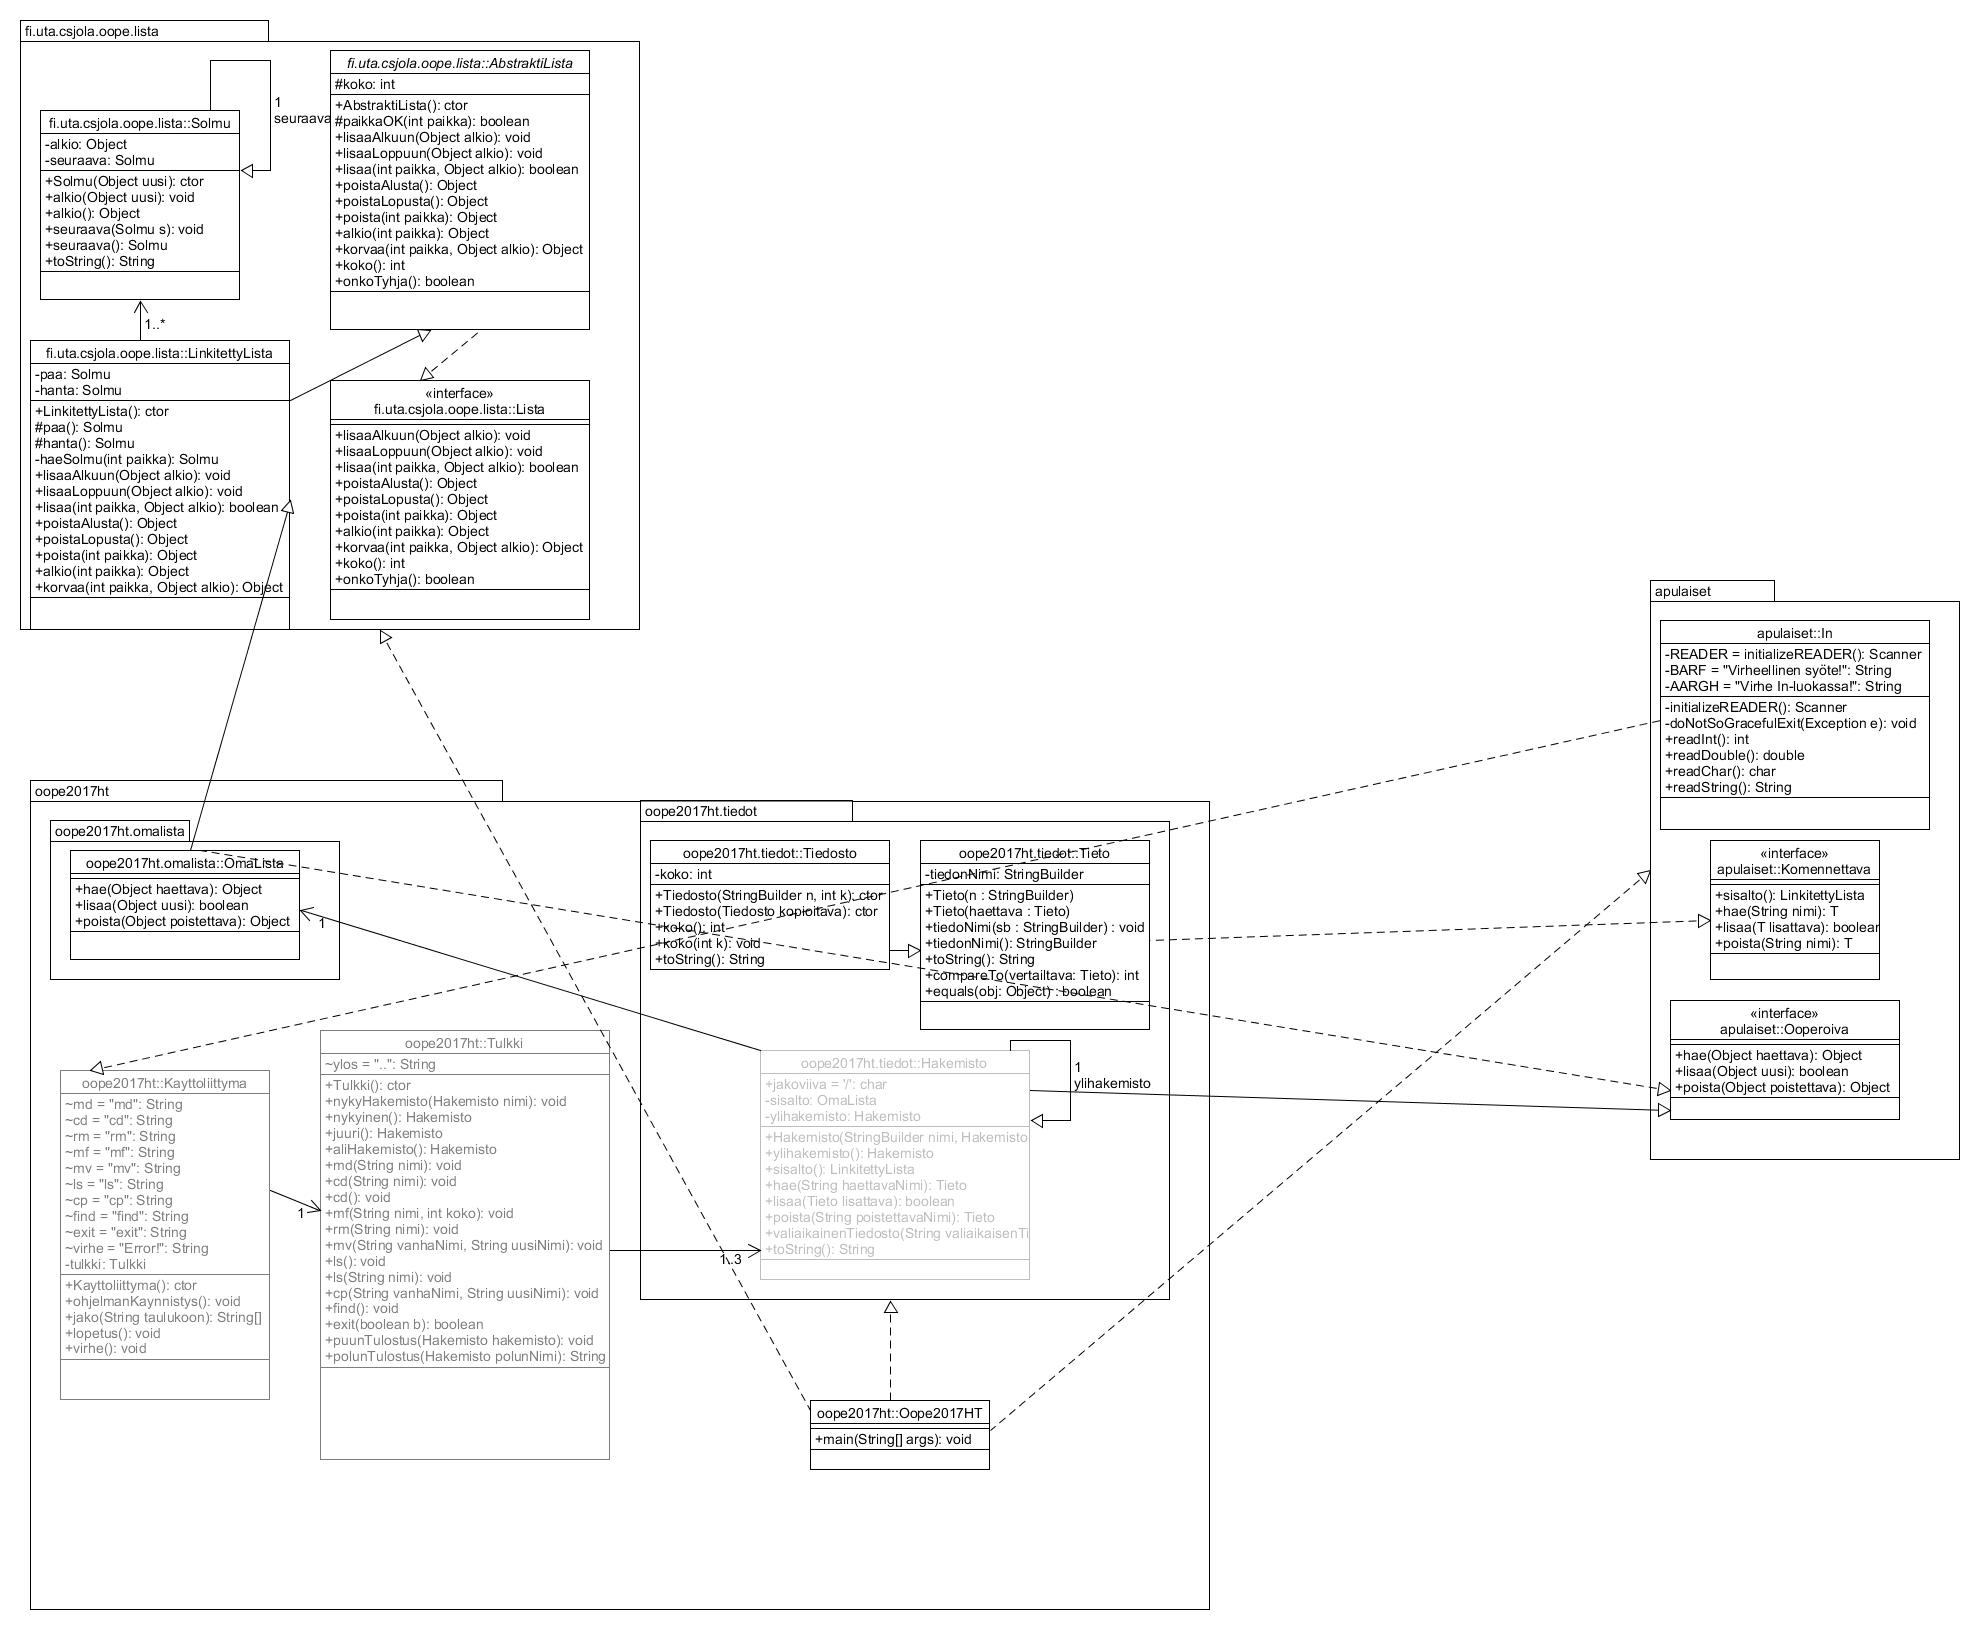 fi.uta.csjola.oope.lista
fi.uta.csjola.oope.lista::Solmu
-alkio: Object
-seuraava: Solmu
+Solmu(Object uusi): ctor
+alkio(Object uusi): void
+alkio(): Object
+seuraava(Solmu s): void
+seuraava(): Solmu
+toString(): String
1
seuraava
fi.uta.csjola.oope.lista::AbstraktiLista
#koko: int
+AbstraktiLista(): ctor
#paikkaOK(int paikka): boolean
+lisaaAlkuun(Object alkio): void
+lisaaLoppuun(Object alkio): void
+lisaa(int paikka, Object alkio): boolean
+poistaAlusta(): Object
+poistaLopusta(): Object
+poista(int paikka): Object
+alkio(int paikka): Object
+korvaa(int paikka, Object alkio): Object
+koko(): int
+onkoTyhja(): boolean
1..*
fi.uta.csjola.oope.lista::LinkitettyLista
-paa: Solmu
-hanta: Solmu
+LinkitettyLista(): ctor
#paa(): Solmu
#hanta(): Solmu
-haeSolmu(int paikka): Solmu
+lisaaAlkuun(Object alkio): void
+lisaaLoppuun(Object alkio): void
+lisaa(int paikka, Object alkio): boolean
+poistaAlusta(): Object
+poistaLopusta(): Object
+poista(int paikka): Object
+alkio(int paikka): Object
+korvaa(int paikka, Object alkio): Object
«interface»
fi.uta.csjola.oope.lista::Lista
+lisaaAlkuun(Object alkio): void
+lisaaLoppuun(Object alkio): void
+lisaa(int paikka, Object alkio): boolean
+poistaAlusta(): Object
+poistaLopusta(): Object
+poista(int paikka): Object
+alkio(int paikka): Object
+korvaa(int paikka, Object alkio): Object
+koko(): int
+onkoTyhja(): boolean
apulaiset
apulaiset::In
-READER = initializeREADER(): Scanner
-BARF = "Virheellinen syöte!": String
-AARGH = "Virhe In-luokassa!": String
-initializeREADER(): Scanner
-doNotSoGracefulExit(Exception e): void
+readInt(): int
+readDouble(): double
+readChar(): char
+readString(): String
«interface»
apulaiset::Komennettava
+sisalto(): LinkitettyLista
+hae(String nimi): T
+lisaa(T lisattava): boolear
+poista(String nimi): T
«interface»
apulaiset::Ooperoiva
+hae(Object haettava): Object
+lisaa(Object uusi): boolean
+poista(Object poistettava): Object
oope2017ht
oope2017ht.omalista
oope2017ht.omalista::OmaLista
+hae(Object haettava): Object
+lisaa(Object uusi): boolean
+poista(Object poistettava): Object
1
oope2017ht.tiedot
oope2017ht.tiedot::Tiedosto
-koko: int
+Tiedosto(StringBuilder n, int k): ctor
+Tiedosto(Tiedosto kopioitava): ctor
+koko(): int
+koko(int k): void
+toString(): String
oope2017ht.tiedot::Tieto
-tiedonNimi: StringBuilder
+Tieto(n : StringBuilder)
+Tieto(haettava : Tieto)
+tiedoNimi(sb : StringBuilder) : void
+tiedonNimi(): StringBuilder
+toString(): String
+compareTo(vertailtava: Tieto): int
+equals(obj: Object) : boolean
oope2017ht::Kayttoliittyma
~md = "md": String
~cd = "cd": String
~rm = "rm": String
~mf = "mf": String
~mv = "mv": String
~ls = "ls": String
~cp = "cp": String
~find = "find": String
~exit = "exit": String
~virhe = "Error!": String
-tulkki: Tulkki
+Kayttoliittyma(): ctor
+ohjelmanKaynnistys(): void
+jako(String taulukoon): String[]
+lopetus(): void
+virhe(): void
1
oope2017ht::Tulkki
~ylos = "..": String
+Tulkki(): ctor
+nykyHakemisto(Hakemisto nimi): void
+nykyinen(): Hakemisto
+juuri(): Hakemisto
+aliHakemisto(): Hakemisto
+md(String nimi): void
+cd(String nimi): void
+cd(): void
+mf(String nimi, int koko): void
+rm(String nimi): void
+mv(String vanhaNimi, String uusiNimi): void
+ls(): void
+ls(String nimi): void
+cp(String vanhaNimi, String uusiNimi): void
+find(): void
+exit(boolean b): boolean
+puunTulostus(Hakemisto hakemisto): void
+polunTulostus(Hakemisto polunNimi): String
1..3
oope2017ht.tiedot::Hakemisto
+jakoviiva = '/': char
-sisalto: OmaLista
-ylihakemisto: Hakemisto
+Hakemisto(StringBuilder nimi, Hakemisto
+ylihakemisto(): Hakemisto
+sisalto(): LinkitettyLista
+hae(String haettavaNimi): Tieto
+lisaa(Tieto lisattava): boolean
+poista(String poistettavaNimi): Tieto
+valiaikainenTiedosto(String valiaikaisenTi
+toString(): String
1
ylihakemisto
oope2017ht::Oope2017HT
+main(String[] args): void